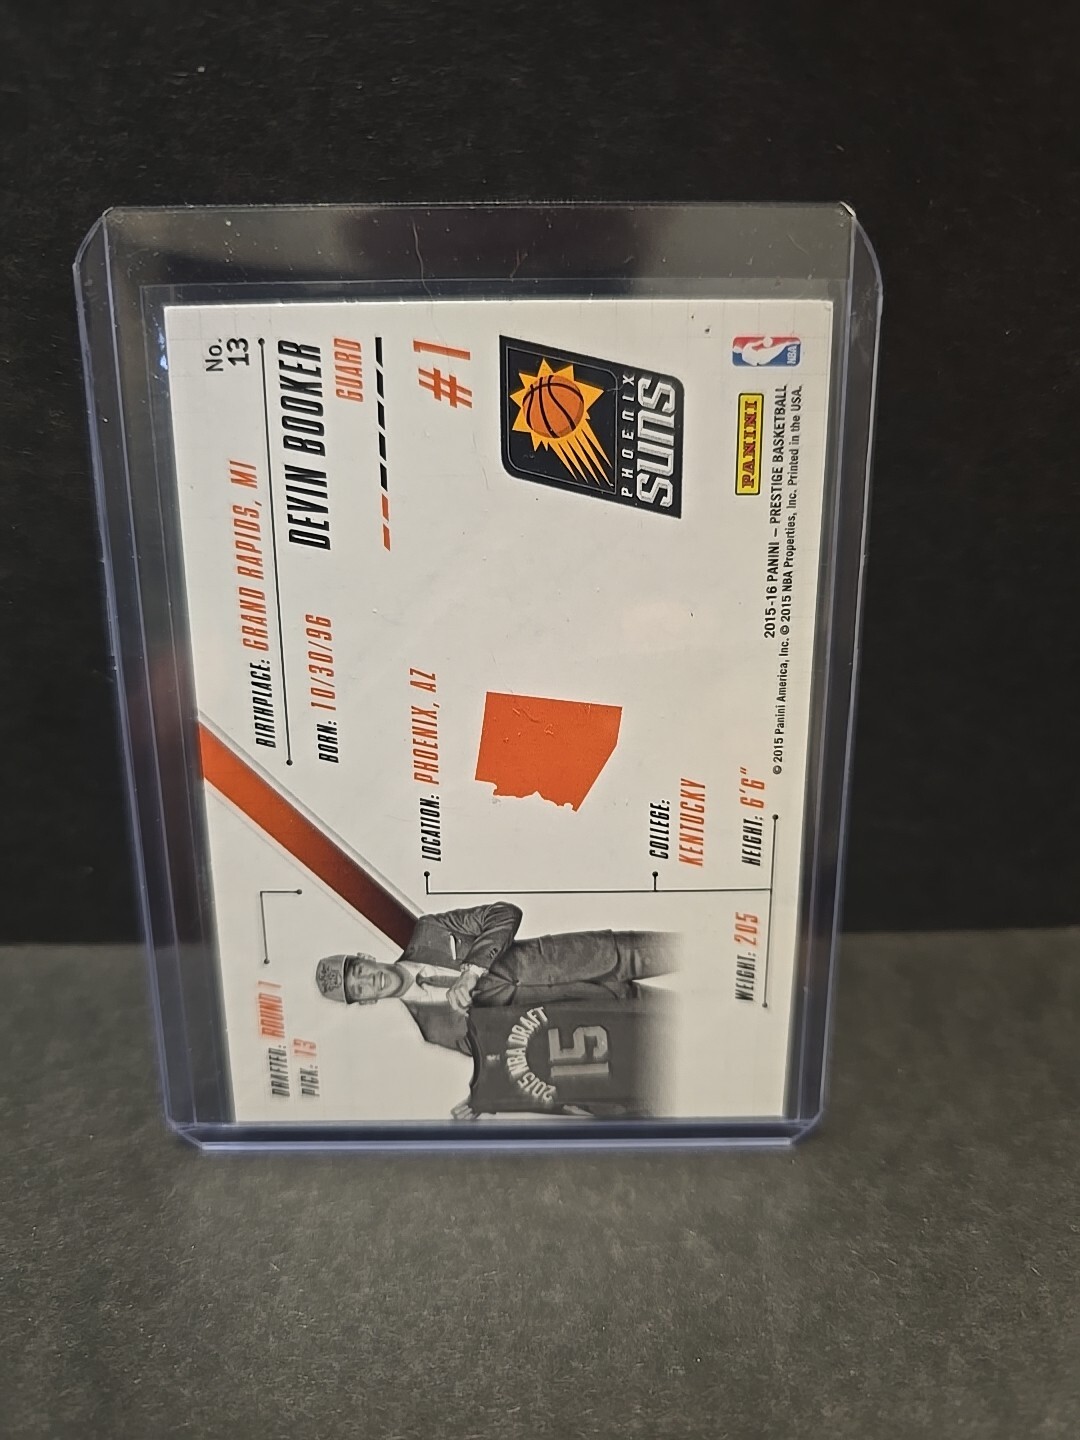 No.
13
DEVIN BOOKER
GUARD
#1
PHOENIX
SUNS
BIRTHPLACE: GRAND RAPIDS, MI
BORN: 10/30/96
LOCATION: PHOENIX, AZ
COLLEGE:
KENTUCKY
HEIGHT: 6'6"
WEIGHT: 205
DRAFTED: ROUND 1
PICK: 13
2015 NBA DRAFT
15
NBA
PANINI
2015-16 PANINI – PRESTIGE BASKETBALL
© 2015 Panini America, Inc. © 2015 NBA Properties, Inc. Printed in the USA.